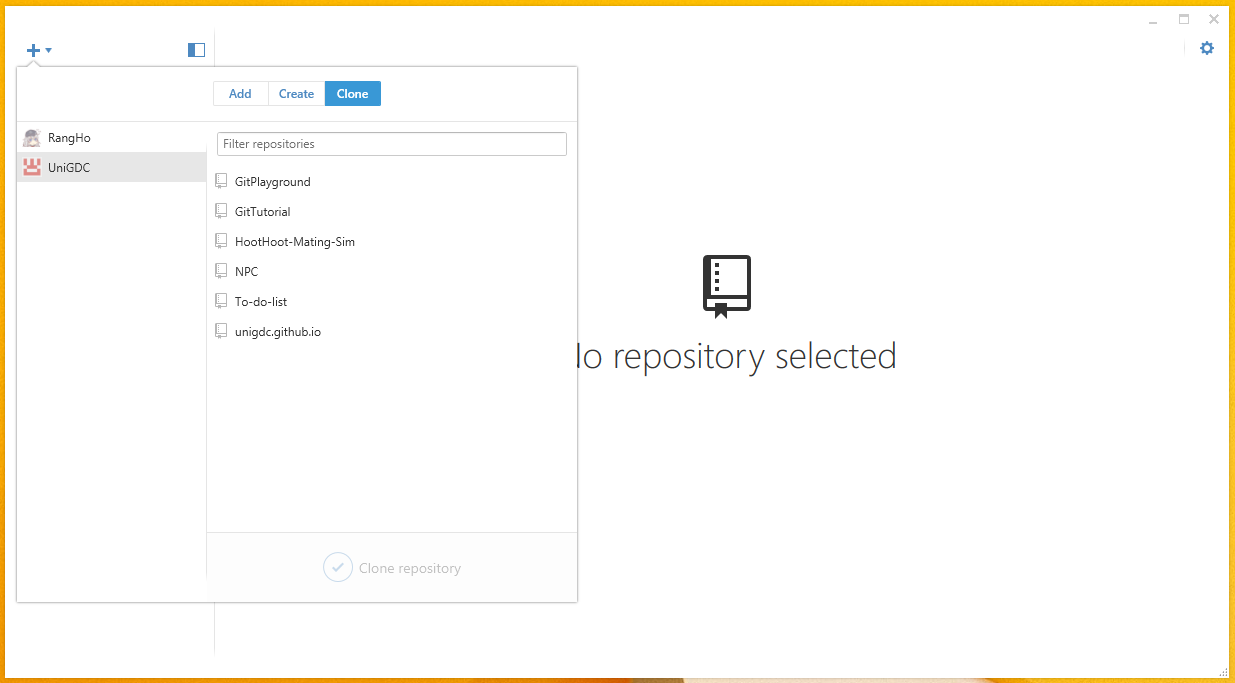 Add Create Clone
RangHo
UniGDC
Filter repositories
GitPlayground
GitTutorial
HootHoot-Mating-Sim
NPC
To-do-list
unigdc.github.io
Clone repository
o repository selected